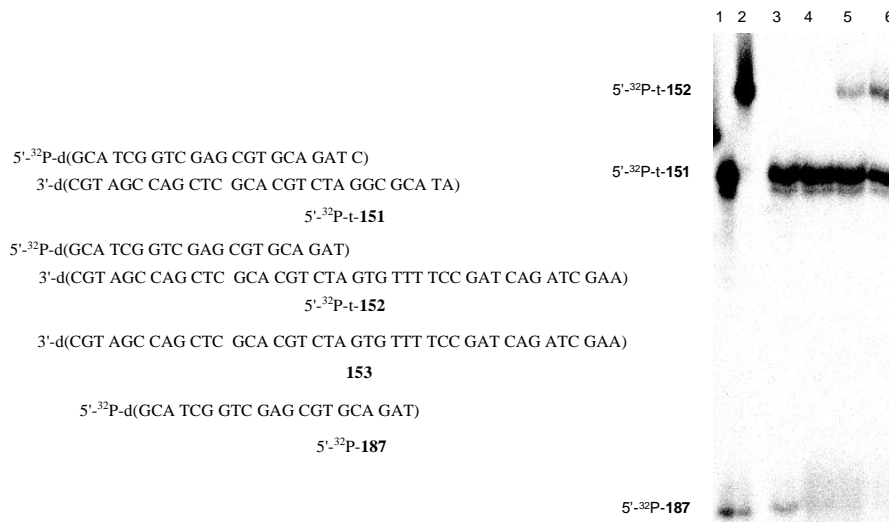 1 2 3 4 5 6
5'-³²P-t-152
5'-³²P-d(GCA TCG GTC GAG CGT GCA GAT C)
5'-³²P-t-151
3'-d(CGT AGC CAG CTC GCA CGT CTA GGC GCA TA)
5'-³²P-t-151
5'-³²P-d(GCA TCG GTC GAG CGT GCA GAT)
3'-d(CGT AGC CAG CTC GCA CGT CTA GTG TTT TCC GAT CAG ATC GAA)
5'-³²P-t-152
3'-d(CGT AGC CAG CTC GCA CGT CTA GTG TTT TCC GAT CAG ATC GAA)
153
5'-³²P-d(GCA TCG GTC GAG CGT GCA GAT)
5'-³²P-187
5'-³²P-187